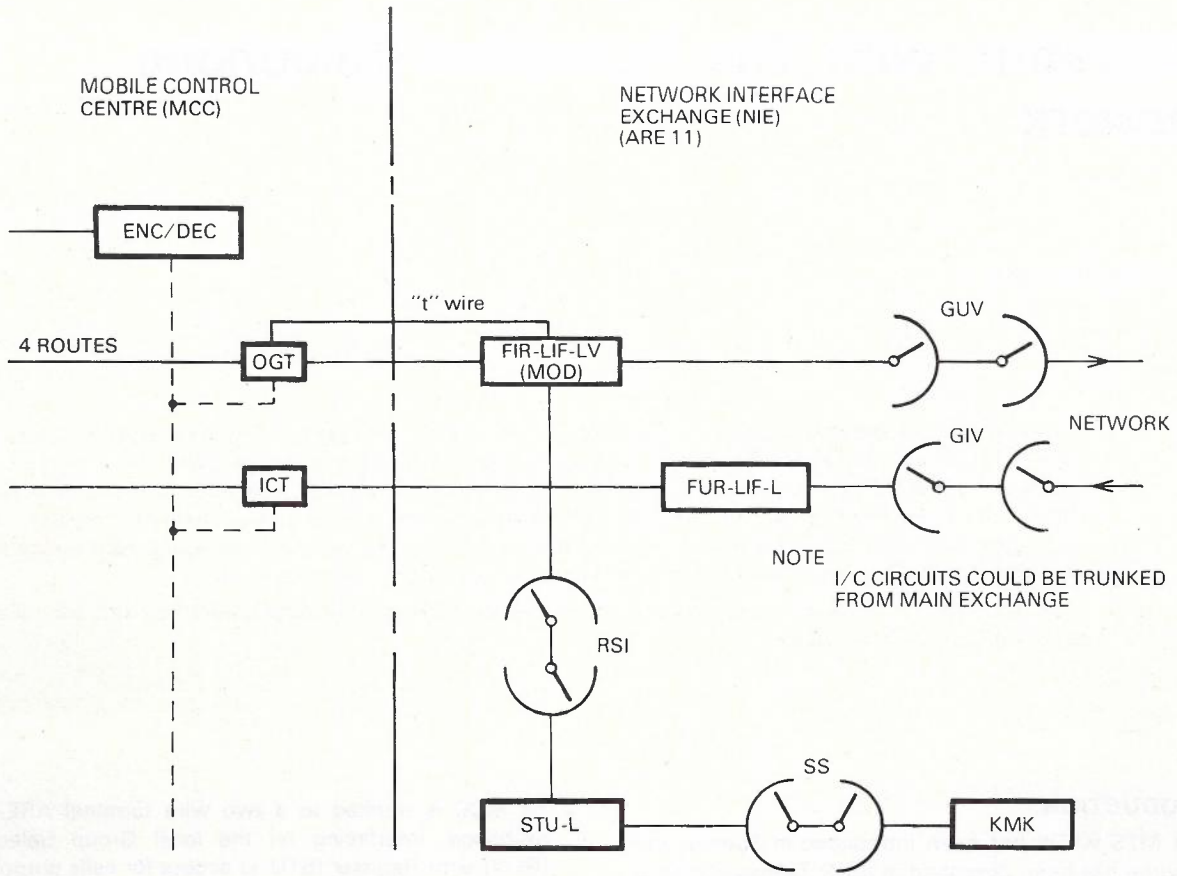 MOBILE CONTROL
CENTRE (MCC)
NETWORK INTERFACE
EXCHANGE (NIE)
(ARE 11)
ENC/DEC
"t" wire
GUV
4 ROUTES
OGT
FIR-LIF-LV
(MOD)
NETWORK
GIV
ICT
FUR-LIF-L
NOTE
I/C CIRCUITS COULD BE TRUNKED
FROM MAIN EXCHANGE
RSI
SS
STU-L
KMK